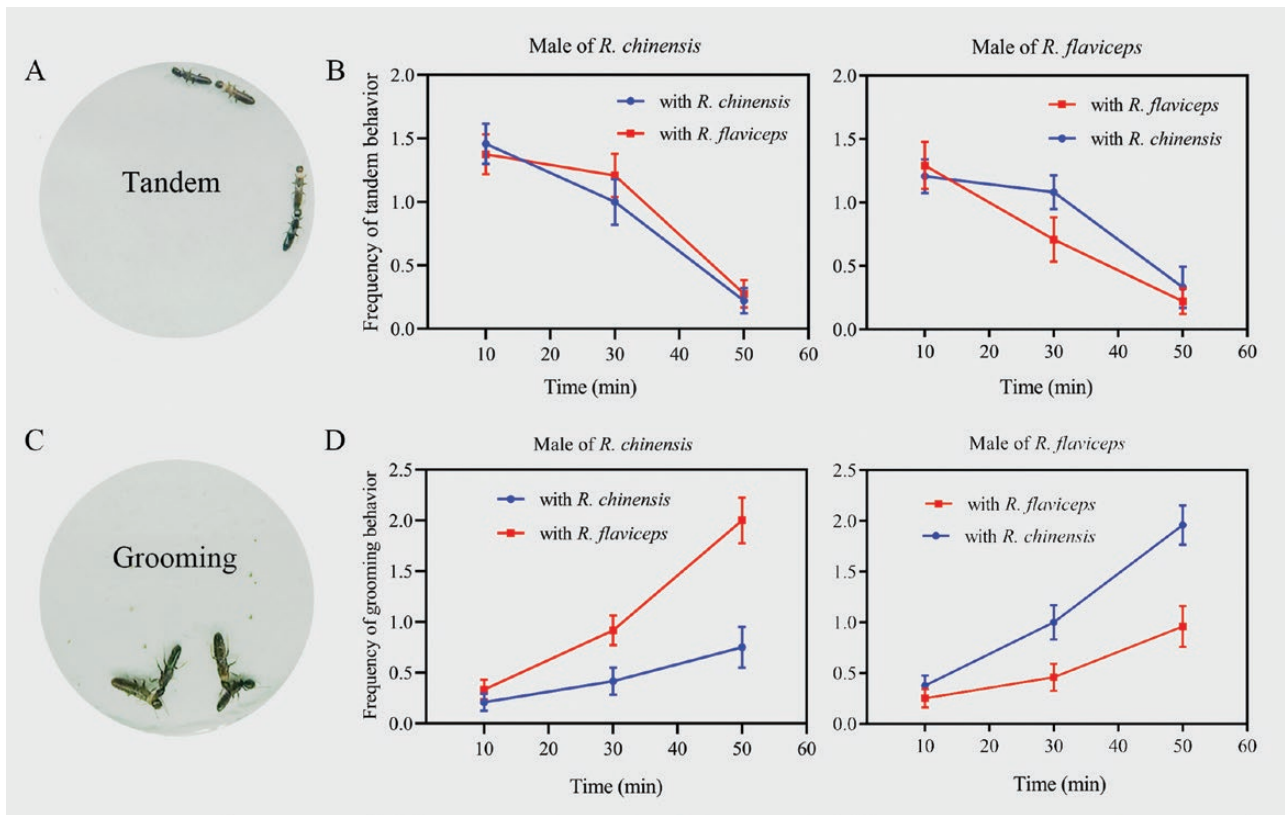 A
Tandem
B
Male of R. chinensis
Frequency of tandem behavior
2.0
1.5
1.0
0.5
0.0
with R. chinensis
with R. flaviceps
10 20 30 40 50 60
Time (min)
Male of R. flaviceps
2.0
1.5
1.0
0.5
0.0
with R. flaviceps
with R. chinensis
10 20 30 40 50 60
Time (min)
C
Grooming
D
Male of R. chinensis
Frequency of grooming behavior
2.5
2.0
1.5
1.0
0.5
0.0
with R. chinensis
with R. flaviceps
10 20 30 40 50 60
Time (min)
Male of R. flaviceps
2.5
2.0
1.5
1.0
0.5
0.0
with R. flaviceps
with R. chinensis
10 20 30 40 50 60
Time (min)